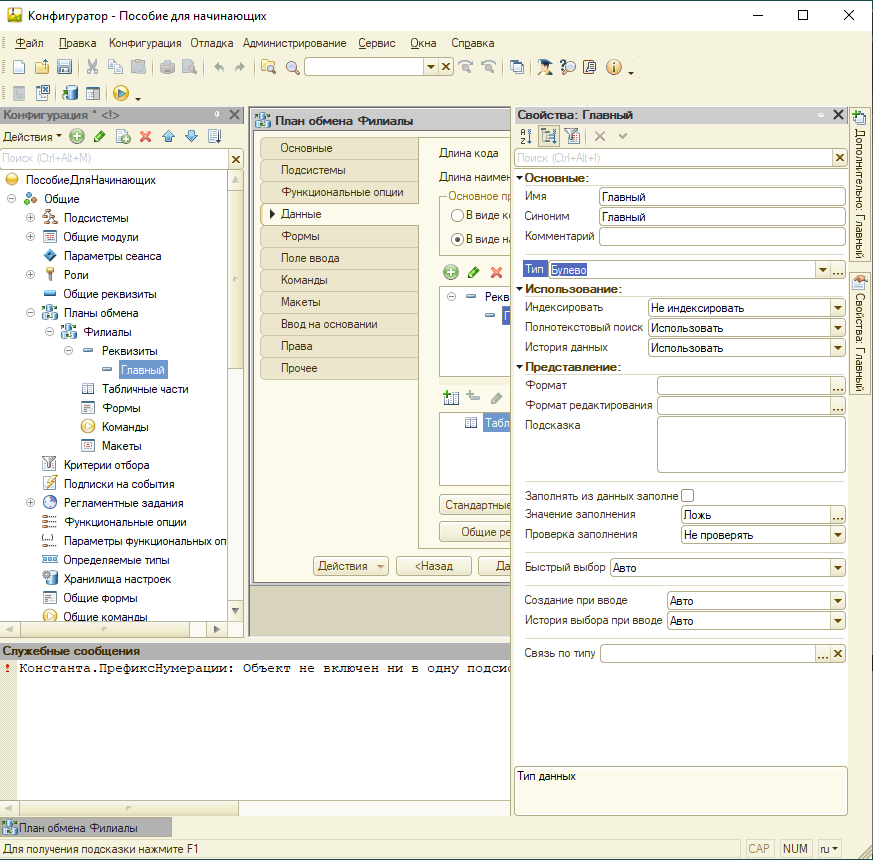 Конфигуратор - Пособие для начинающих
Файл Правка Конфигурация Отладка Администрирование Сервис Окна Справка
Конфигурация * <!>
Действия
Поиск (Ctrl+Alt+M)
ПособиеДляНачинающих
Общие
Подсистемы
Общие модули
Параметры сеанса
Роли
Общие реквизиты
Планы обмена
Филиалы
Реквизиты
Главный
Табличные части
Формы
Команды
Макеты
Критерии отбора
Подписки на события
Регламентные задания
Функциональные опции
Параметры функциональных оп
Определяемые типы
Хранилища настроек
Общие формы
Общие команды
План обмена Филиалы
Основные
Подсистемы
Функциональные опции
Данные
Формы
Поле ввода
Команды
Макеты
Ввод на основании
Права
Прочее
Длина кода
Длина наимен
Основное пр
В виде ко
В виде на
Рекв
Г
Табл
Стандартные
Общие ре
Действия
<Назад
Да
Свойства: Главный
Поиск (Ctrl+Alt+I)
Основные:
Имя Главный
Синоним Главный
Комментарий
Тип Булево
Использование:
Индексировать Не индексировать
Полнотекстовый поиск Использовать
История данных Использовать
Представление:
Формат
Формат редактирования
Подсказка
Заполнять из данных заполне
Значение заполнения Ложь
Проверка заполнения Не проверять
Быстрый выбор Авто
Создание при вводе Авто
История выбора при вводе Авто
Связь по типу
Тип данных
Дополнительно: Главный
Свойства: Главный
Служебные сообщения
Константа.ПрефиксНумерации: Объект не включен ни в одну подсис
План обмена Филиалы
Для получения подсказки нажмите F1
CAP NUM ru